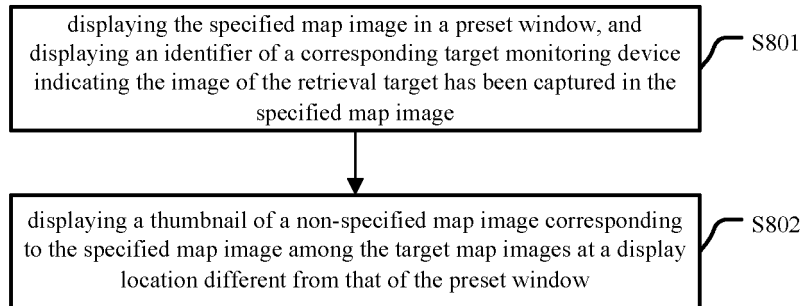 displaying the specified map image in a preset window, and
displaying an identifier of a corresponding target monitoring device
indicating the image of the retrieval target has been captured in the
specified map image
S801
displaying a thumbnail of a non-specified map image corresponding
to the specified map image among the target map images at a display
location different from that of the preset window
S802